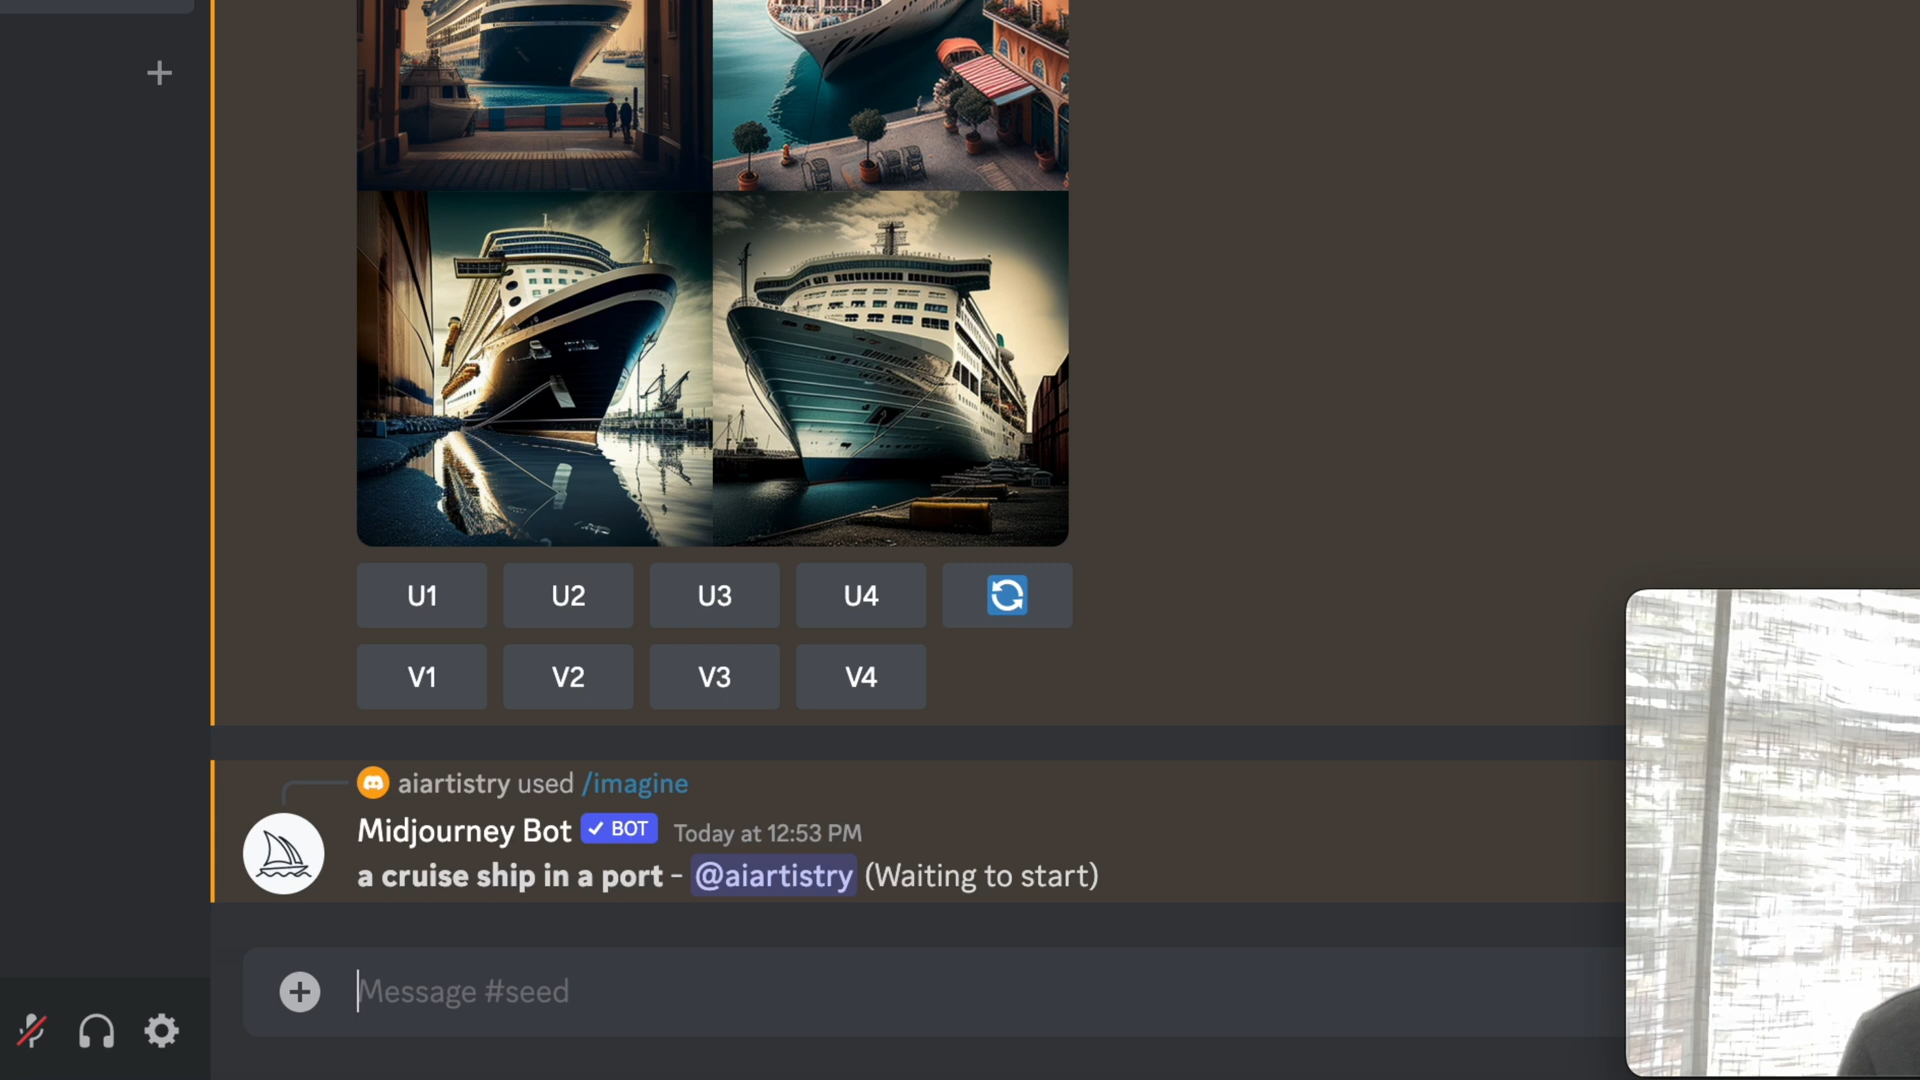 U1 U2 U3 U4
V1 V2 V3 V4
aiartistry used /imagine
Midjourney Bot BOT Today at 12:53 PM
a cruise ship in a port - @aiartistry (Waiting to start)
Message #seed